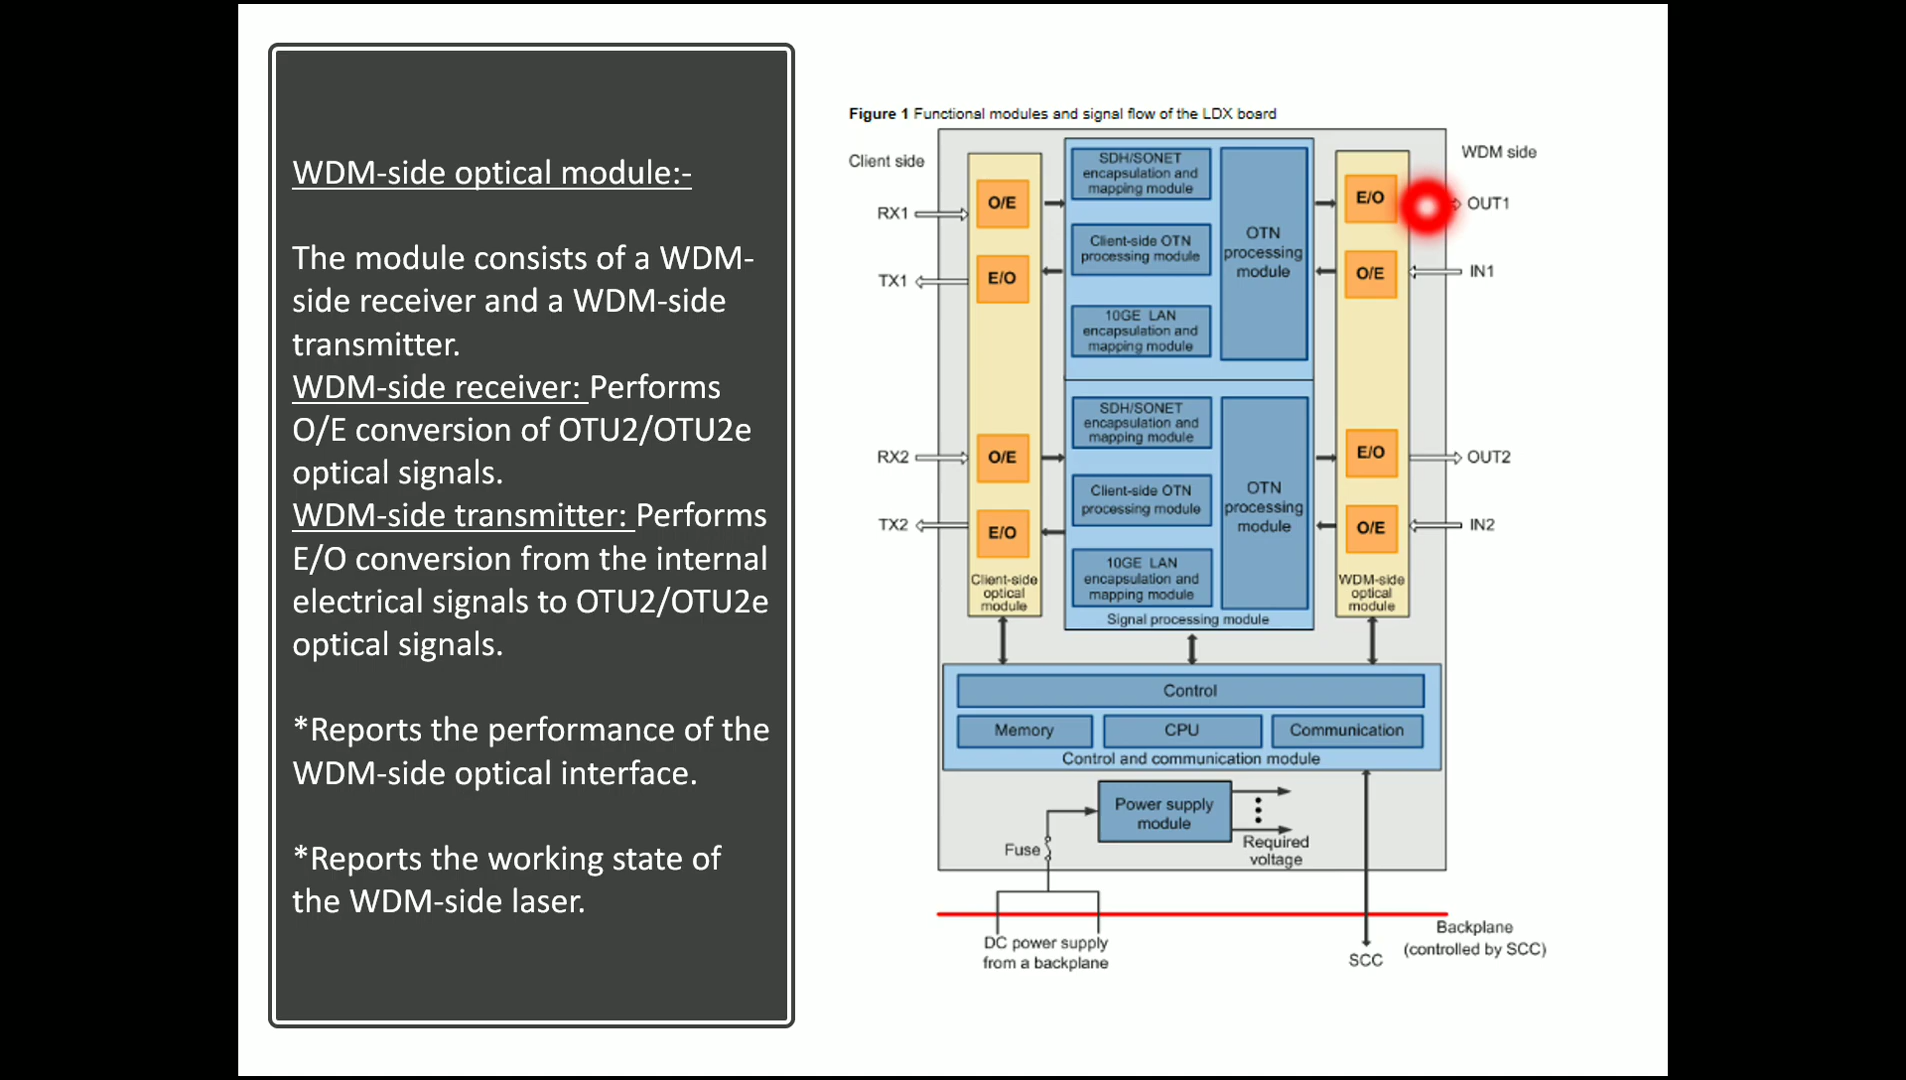 WDM-side optical module:-
The module consists of a WDM-
side receiver and a WDM-side
transmitter.
WDM-side receiver: Performs
O/E conversion of OTU2/OTU2e
optical signals.
WDM-side transmitter: Performs
E/O conversion from the internal
electrical signals to OTU2/OTU2e
optical signals.
*Reports the performance of the
WDM-side optical interface.
*Reports the working state of
the WDM-side laser.
Figure 1 Functional modules and signal flow of the LDX board
Client side
WDM side
RX1
O/E
SDH/SONET
encapsulation and
mapping module
OTN
processing
module
E/O
OUT1
TX1
E/O
Client-side OTN
processing module
O/E
IN1
10GE LAN
encapsulation and
mapping module
RX2
O/E
SDH/SONET
encapsulation and
mapping module
OTN
processing
module
E/O
OUT2
TX2
E/O
Client-side OTN
processing module
O/E
IN2
10GE LAN
encapsulation and
mapping module
Client-side
optical
module
Signal processing module
WDM-side
optical
module
Control
Memory
CPU
Communication
Control and communication module
Power supply
module
Fuse
Required
voltage
DC power supply
from a backplane
SCC
Backplane
(controlled by SCC)